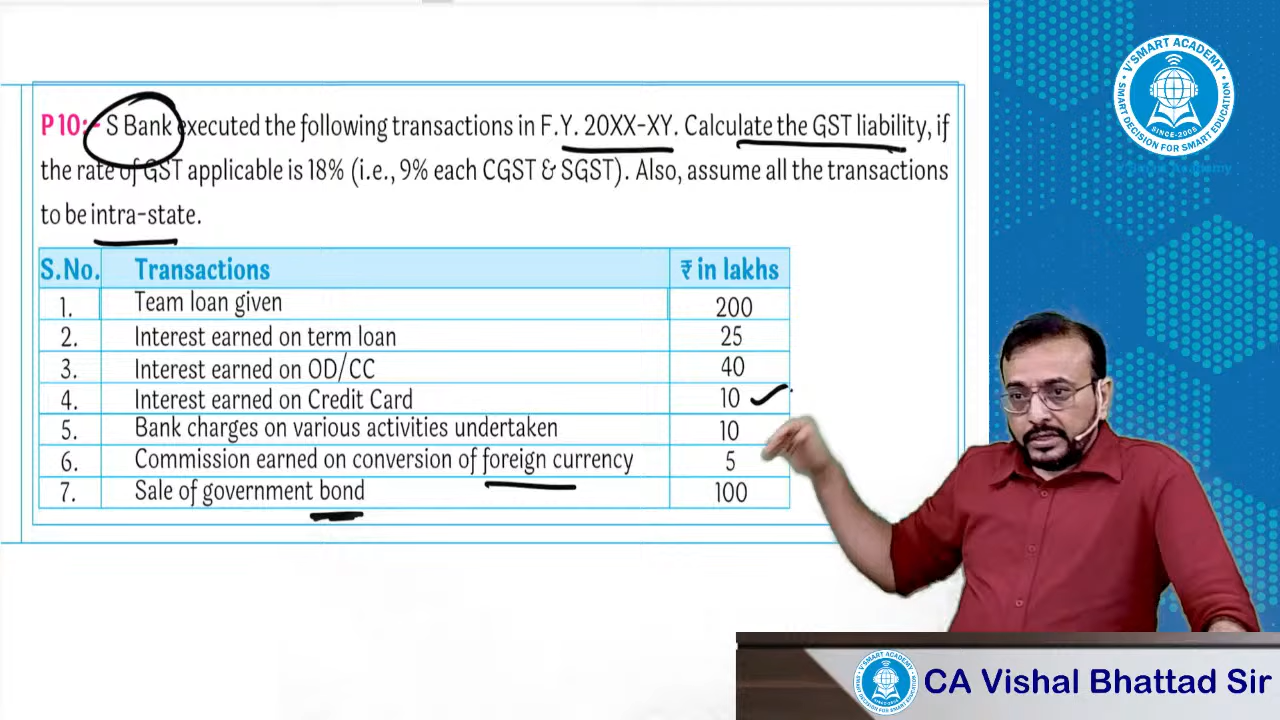 P10:- S Bank executed the following transactions in F.Y. 20XX-XY. Calculate the GST liability, if
the rate of GST applicable is 18% (i.e., 9% each CGST & SGST). Also, assume all the transactions
to be intra-state.
S.No. Transactions ₹ in lakhs
1. Team loan given 200
2. Interest earned on term loan 25
3. Interest earned on OD/CC 40
4. Interest earned on Credit Card 10
5. Bank charges on various activities undertaken 10
6. Commission earned on conversion of foreign currency 5
7. Sale of government bond 100
V'SMART ACADEMY
SMART DECISION FOR SMART EDUCATION
SINCE-2008
V'Smart Academy
V'SMART ACADEMY
CA Vishal Bhattad Sir